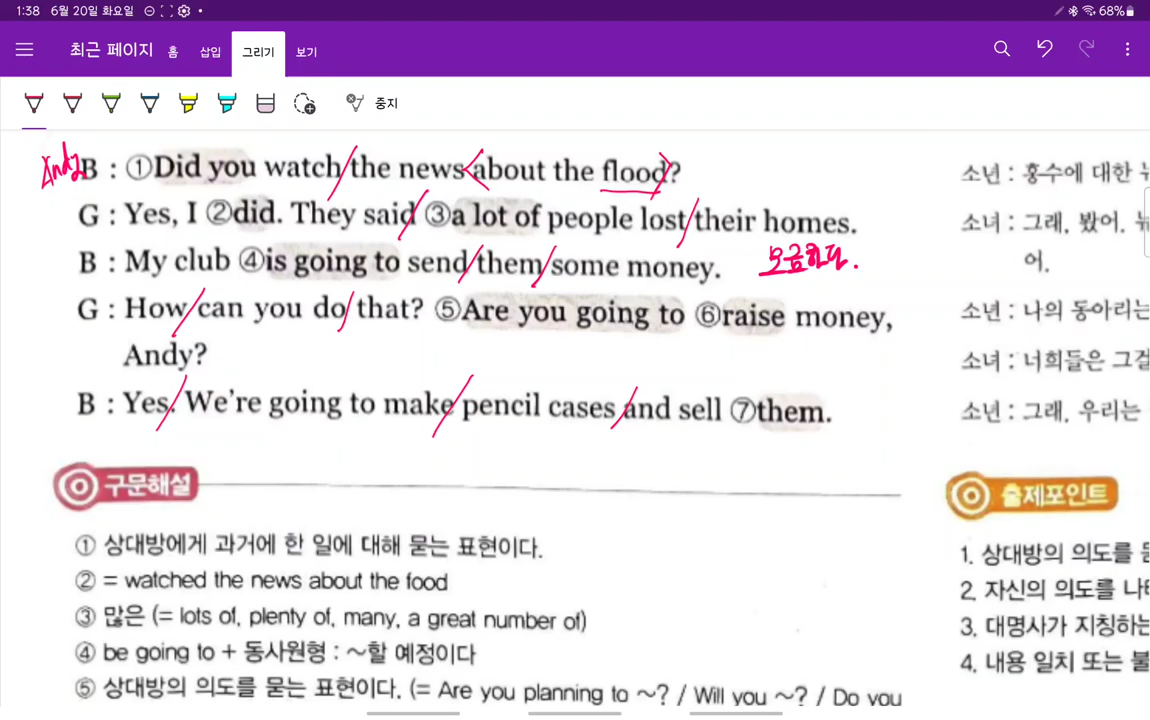 1:38 6월 20일 화요일 68%
최근 페이지 홈 삽입 그리기 보기
중지
Andy B : ①Did you watch the news about the flood?
소년 : 홍수에 대한 뉴
G : Yes, I ②did. They said ③a lot of people lost their homes.
소녀 : 그래, 봤어. 뉴
어.
B : My club ④is going to send them some money.
모금하다.
소년 : 나의 동아리는
G : How can you do that? ⑤Are you going to ⑥raise money,
Andy?
소녀 : 너희들은 그걸
B : Yes. We're going to make pencil cases and sell ⑦them.
소년 : 그래, 우리는
구문해설
출제포인트
① 상대방에게 과거에 한 일에 대해 묻는 표현이다.
② = watched the news about the food
③ 많은 (= lots of, plenty of, many, a great number of)
④ be going to + 동사원형 : ~할 예정이다
⑤ 상대방의 의도를 묻는 표현이다. (= Are you planning to ~? / Will you ~? / Do you
1. 상대방의 의도를 묻
2. 자신의 의도를 나타
3. 대명사가 지칭하는
4. 내용 일치 또는 불